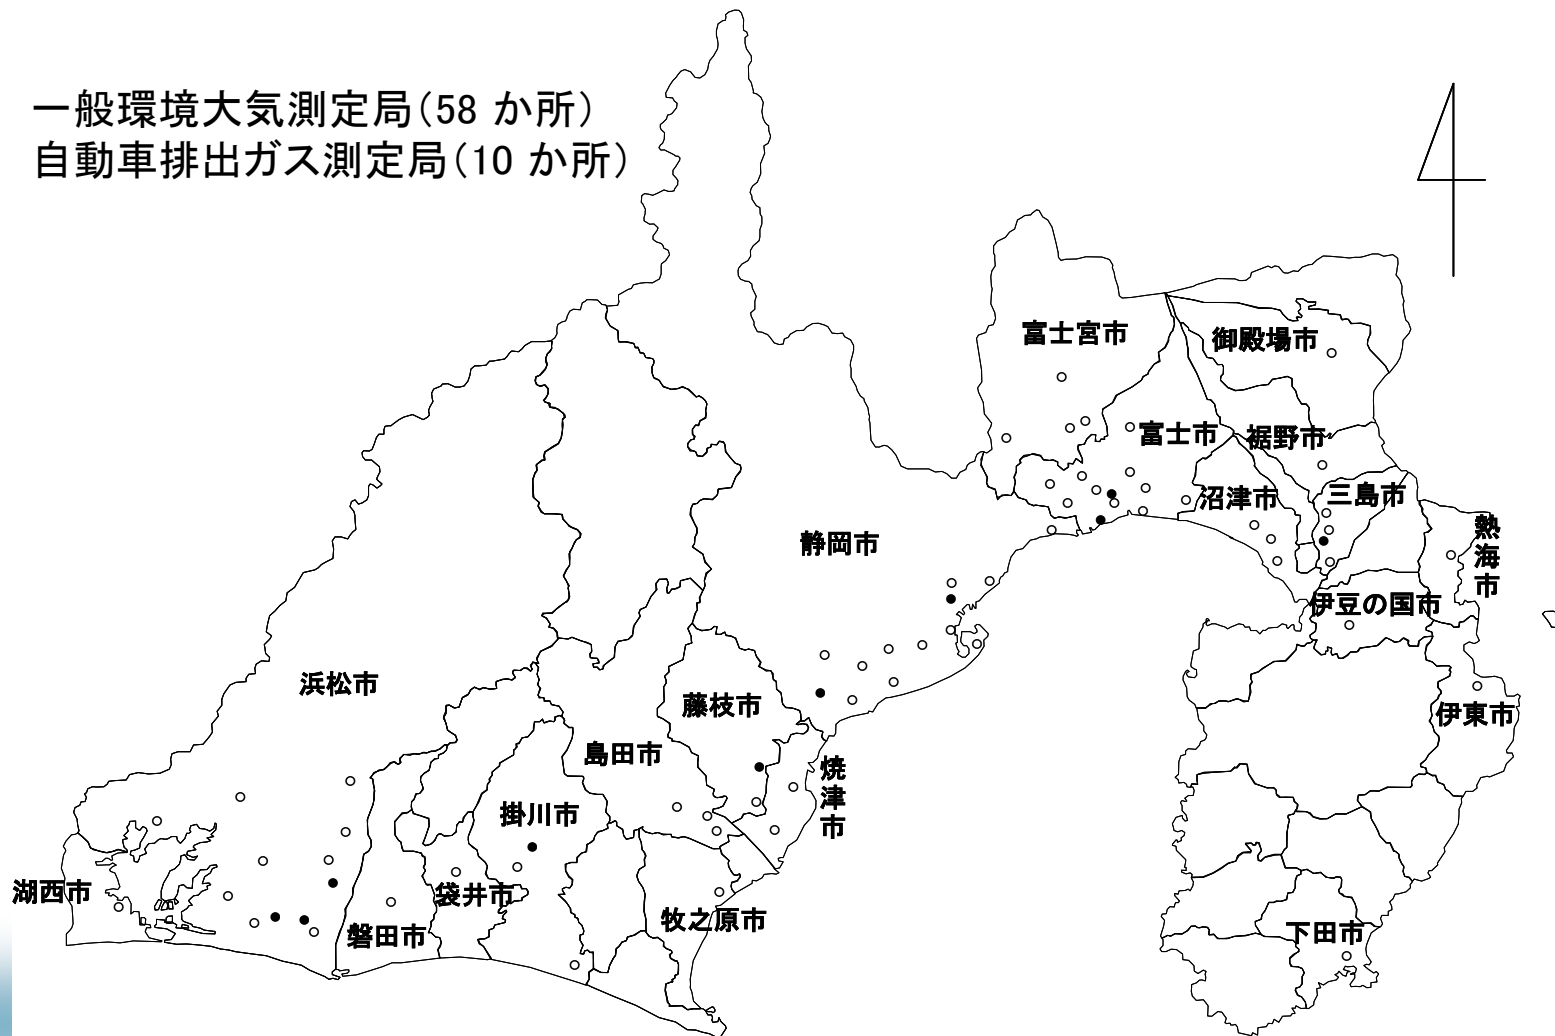 一般環境大気測定局(58 か所)
自動車排出ガス測定局(10 か所)
富士宮市
御殿場市
富士市
裾野市
沼津市
三島市
熱海市
静岡市
伊豆の国市
浜松市
藤枝市
伊東市
島田市
焼津市
掛川市
湖西市
袋井市
牧之原市
磐田市
下田市